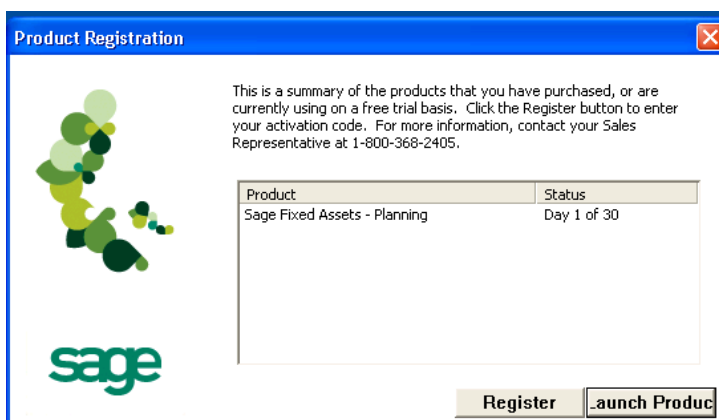 Product Registration
This is a summary of the products that you have purchased, or are
currently using on a free trial basis. Click the Register button to enter
your activation code. For more information, contact your Sales
Representative at 1-800-368-2405.
Product Status
Sage Fixed Assets - Planning Day 1 of 30
sage
Register aunch Produc